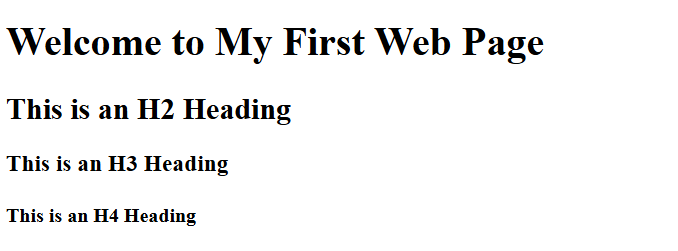 Welcome to My First Web Page
This is an H2 Heading
This is an H3 Heading
This is an H4 Heading